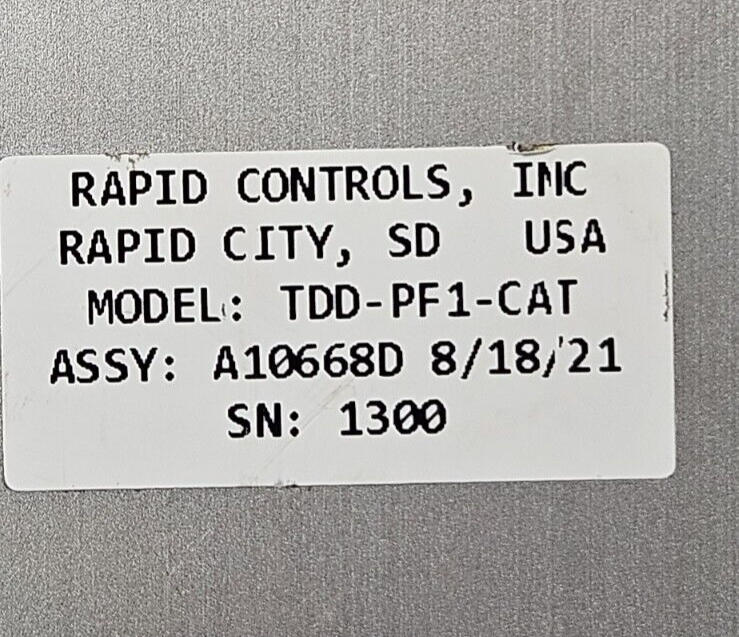 RAPID CONTROLS, INC
RAPID CITY, SD USA
MODEL: TDD-PF1-CAT
ASSY: A10668D 8/18/21
SN: 1300